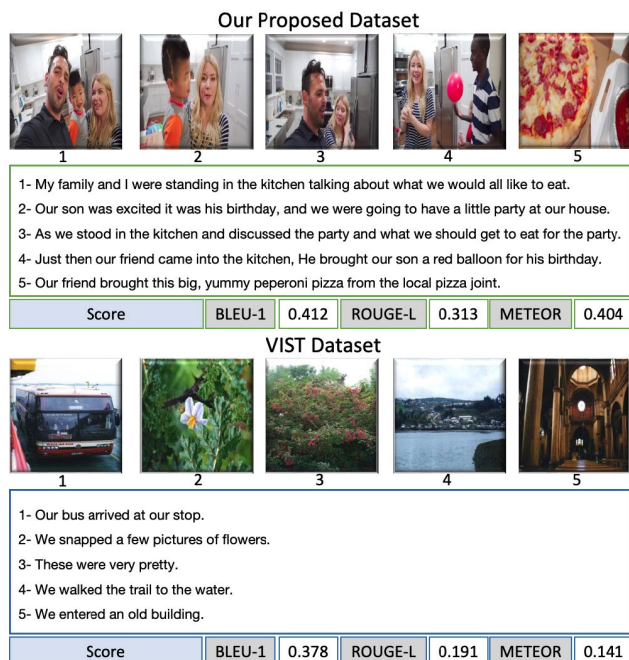 Our Proposed Dataset
1 2 3 4 5
1- My family and I were standing in the kitchen talking about what we would all like to eat.
2- Our son was excited it was his birthday, and we were going to have a little party at our house.
3- As we stood in the kitchen and discussed the party and what we should get to eat for the party.
4- Just then our friend came into the kitchen, He brought our son a red balloon for his birthday.
5- Our friend brought this big, yummy peperoni pizza from the local pizza joint.
Score BLEU-1 0.412 ROUGE-L 0.313 METEOR 0.404
VIST Dataset
1 2 3 4 5
1- Our bus arrived at our stop.
2- We snapped a few pictures of flowers.
3- These were very pretty.
4- We walked the trail to the water.
5- We entered an old building.
Score BLEU-1 0.378 ROUGE-L 0.191 METEOR 0.141